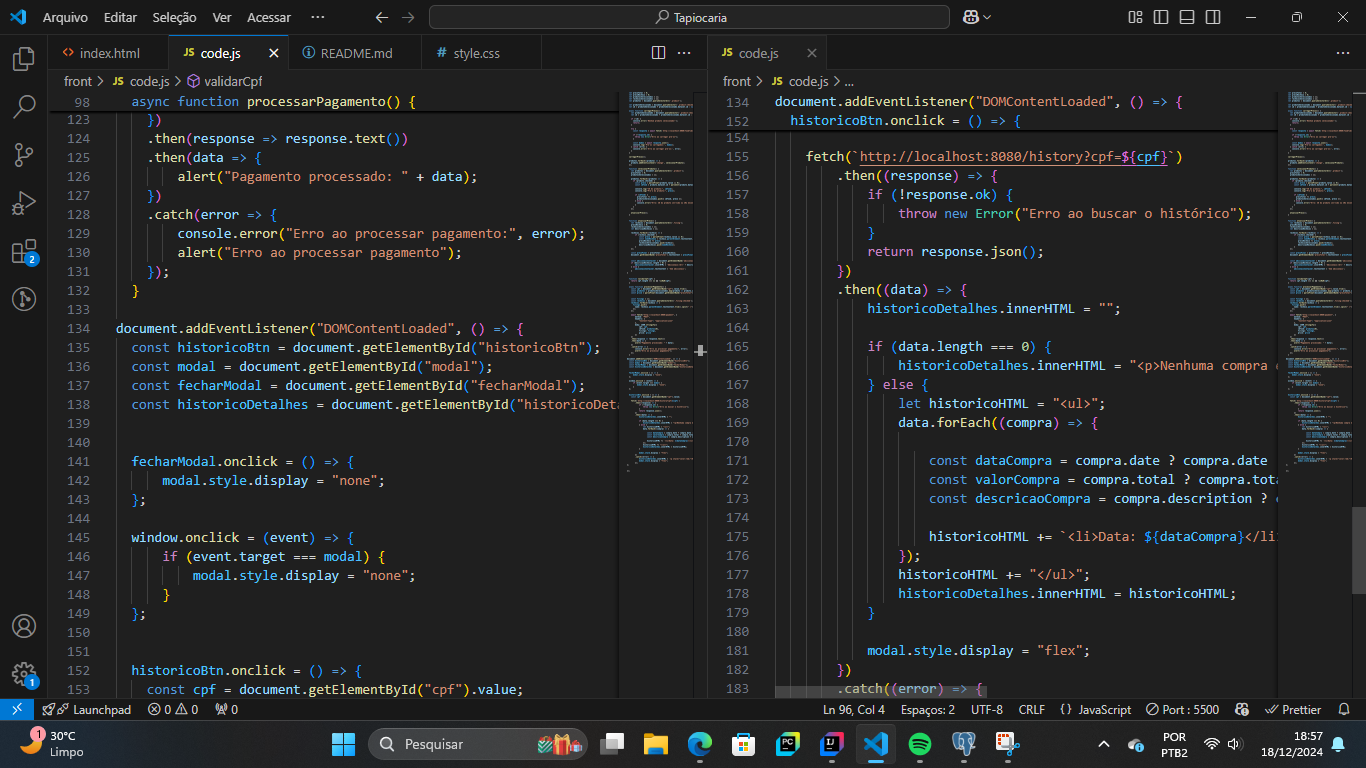 Arquivo Editar Seleção Ver Acessar ···
Tapiocaria
index.html
JS code.js
README.md
# style.css
JS code.js
front > JS code.js > validarCpf
front > JS code.js > ...
98 async function processarPagamento() {
123 })
124 .then(response => response.text())
125 .then(data => {
126 alert("Pagamento processado: " + data);
127 })
128 .catch(error => {
129 console.error("Erro ao processar pagamento:", error);
130 alert("Erro ao processar pagamento");
131 });
132 }
133
134 document.addEventListener("DOMContentLoaded", () => {
135 const historicoBtn = document.getElementById("historicoBtn");
136 const modal = document.getElementById("modal");
137 const fecharModal = document.getElementById("fecharModal");
138 const historicoDetalhes = document.getElementById("historicoDeta
139
140
141 fecharModal.onclick = () => {
142 modal.style.display = "none";
143 };
144
145 window.onclick = (event) => {
146 if (event.target === modal) {
147 modal.style.display = "none";
148 }
149 };
150
151
152 historicoBtn.onclick = () => {
153 const cpf = document.getElementById("cpf").value;
134 document.addEventListener("DOMContentLoaded", () => {
152 historicoBtn.onclick = () => {
154
155 fetch(`http://localhost:8080/history?cpf=${cpf}`)
156 .then((response) => {
157 if (!response.ok) {
158 throw new Error("Erro ao buscar o histórico");
159 }
160 return response.json();
161 })
162 .then((data) => {
163 historicoDetalhes.innerHTML = "";
164
165 if (data.length === 0) {
166 historicoDetalhes.innerHTML = "<p>Nenhuma compra
167 } else {
168 let historicoHTML = "<ul>";
169 data.forEach((compra) => {
170
171 const dataCompra = compra.date ? compra.date
172 const valorCompra = compra.total ? compra.tota
173 const descricaoCompra = compra.description ?
174
175 historicoHTML += `<li>Data: ${dataCompra}</li
176 });
177 historicoHTML += "</ul>";
178 historicoDetalhes.innerHTML = historicoHTML;
179 }
180
181 modal.style.display = "flex";
182 })
183 .catch((error) => {
2
1
Launchpad 0 0 0
Ln 96, Col 4 Espaços: 2 UTF-8 CRLF {} JavaScript Port : 5500 Prettier
1
30°C
Limpo
Pesquisar
PC
IJ
POR
PTB2
18:57
18/12/2024